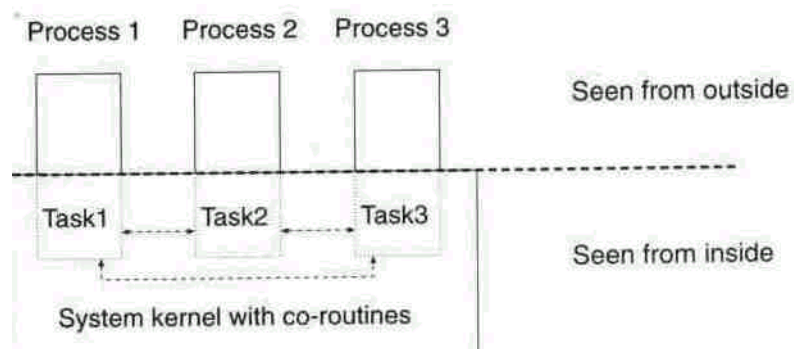 Process 1 Process 2 Process 3
Seen from outside
Task1 Task2 Task3
Seen from inside
System kernel with co-routines